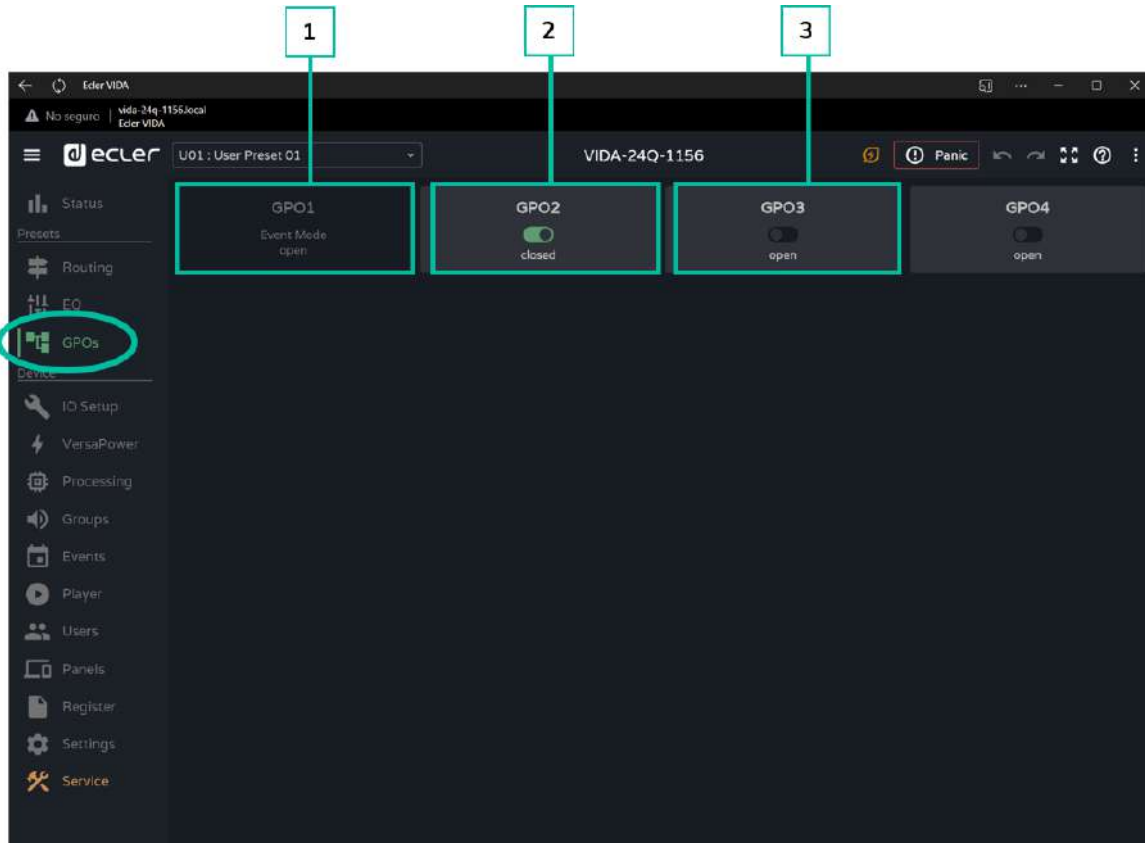 1
2
3
Ecler VIDA
No seguro
vida-24q-1156.local
Ecler VIDA
ecler
U01 : User Preset 01
VIDA-24Q-1156
Panic
Status
Presets
Routing
EQ
GPOs
Device
IO Setup
VersaPower
Processing
Groups
Events
Player
Users
Panels
Register
Settings
Service
GPO1
Event Mode
open
GPO2
closed
GPO3
open
GPO4
open